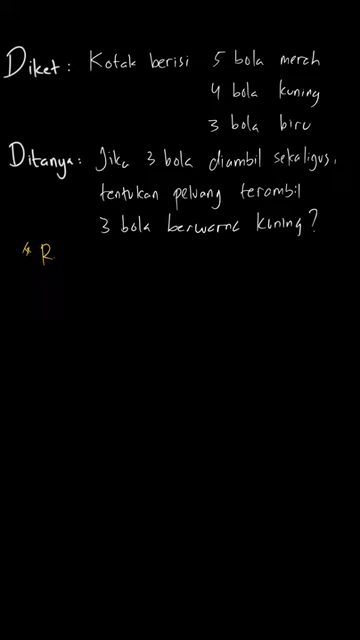 Diket : Kotak berisi 5 bola merah
4 bola kuning
3 bola biru
Ditanya : Jika 3 bola diambil sekaligus,
tentukan peluang terambil
3 bola berwarna kuning?
* R